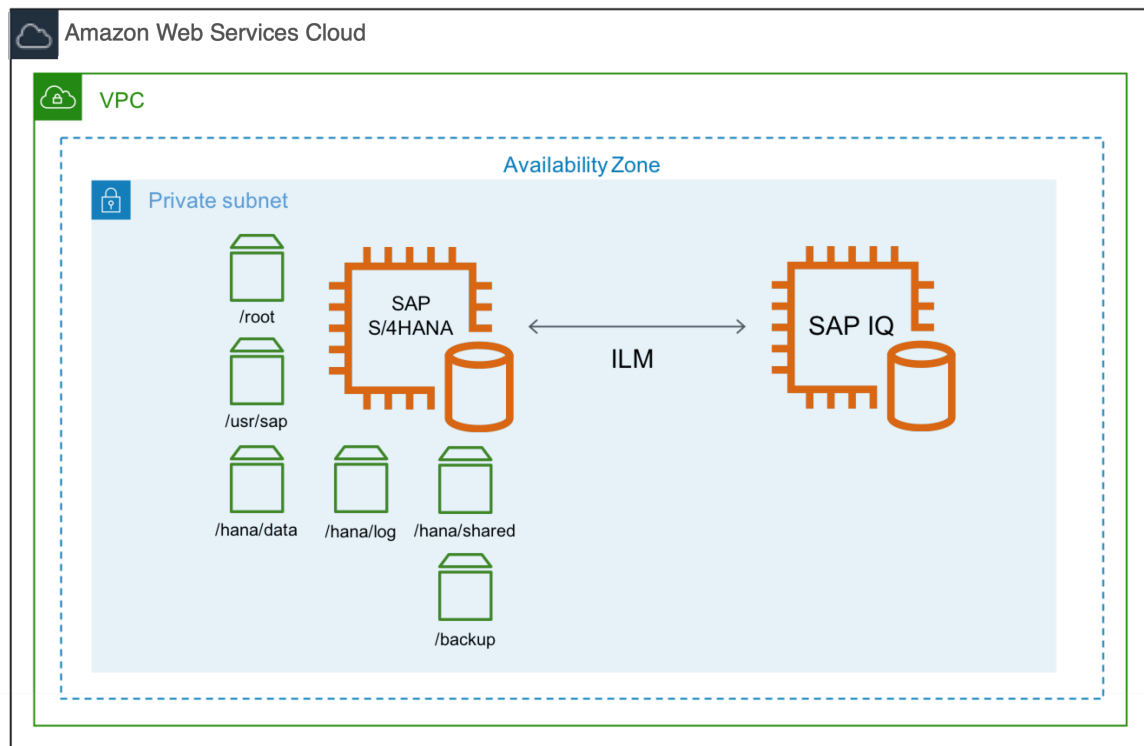 Amazon Web Services Cloud
VPC
Availability Zone
Private subnet
/root
SAP
S/4HANA
ILM
SAP IQ
/usr/sap
/hana/data
/hana/log
/hana/shared
/backup